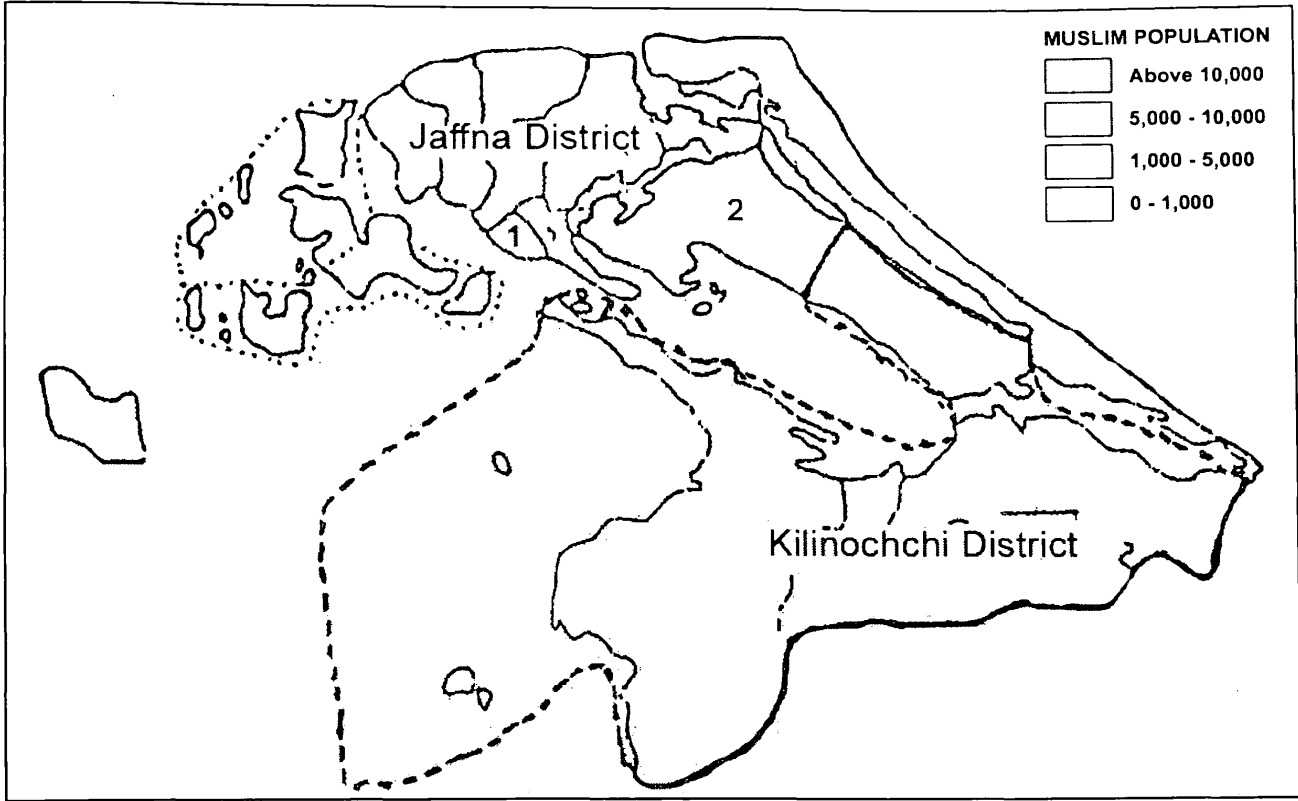 MUSLIM POPULATION
Above 10,000
5,000 - 10,000
1,000 - 5,000
0 - 1,000
Jaffna District
2
1
Kilinochchi District